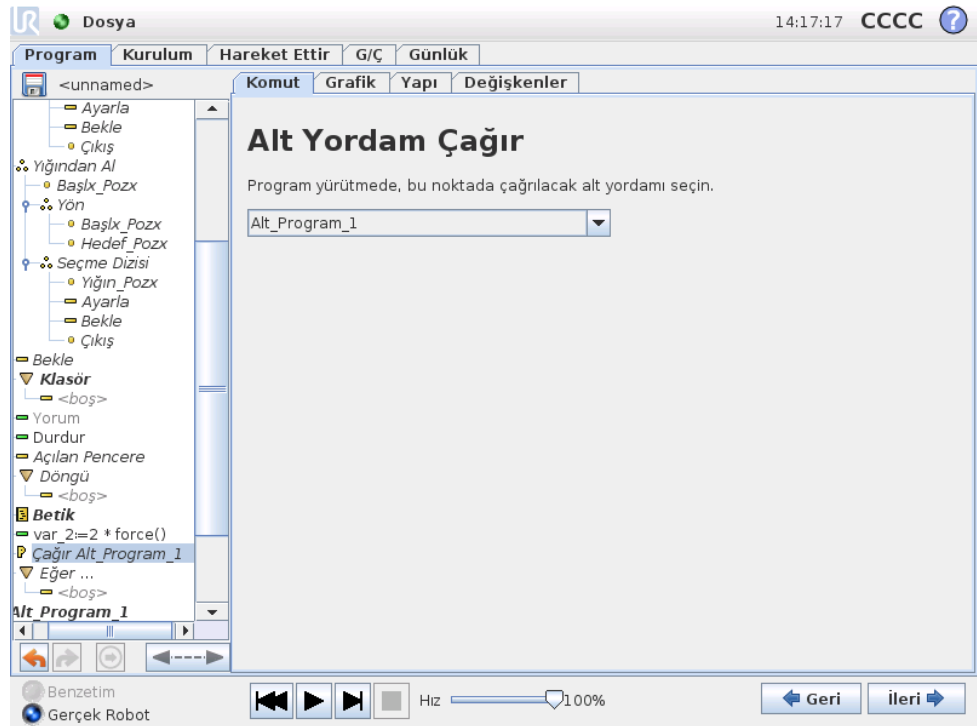 Dosya
14:17:17 CCCC ?
Program Kurulum Hareket Ettir G/Ç Günlük
<unnamed>
Komut Grafik Yapı Değişkenler
Ayarla
Bekle
Çıkış
Yığından Al
Başlx_Pozx
Yön
Başlx_Pozx
Hedef_Pozx
Seçme Dizisi
Yığın_Pozx
Ayarla
Bekle
Çıkış
Bekle
Klasör
<boş>
Yorum
Durdur
Açılan Pencere
Döngü
<boş>
Betik
var_2:=2 * force()
P Çağır Alt_Program_1
Eğer ...
<boş>
Alt_Program_1
Alt Yordam Çağır
Program yürütmede, bu noktada çağrılacak alt yordamı seçin.
Alt_Program_1
Benzetim
Gerçek Robot
Hız 100%
Geri İleri